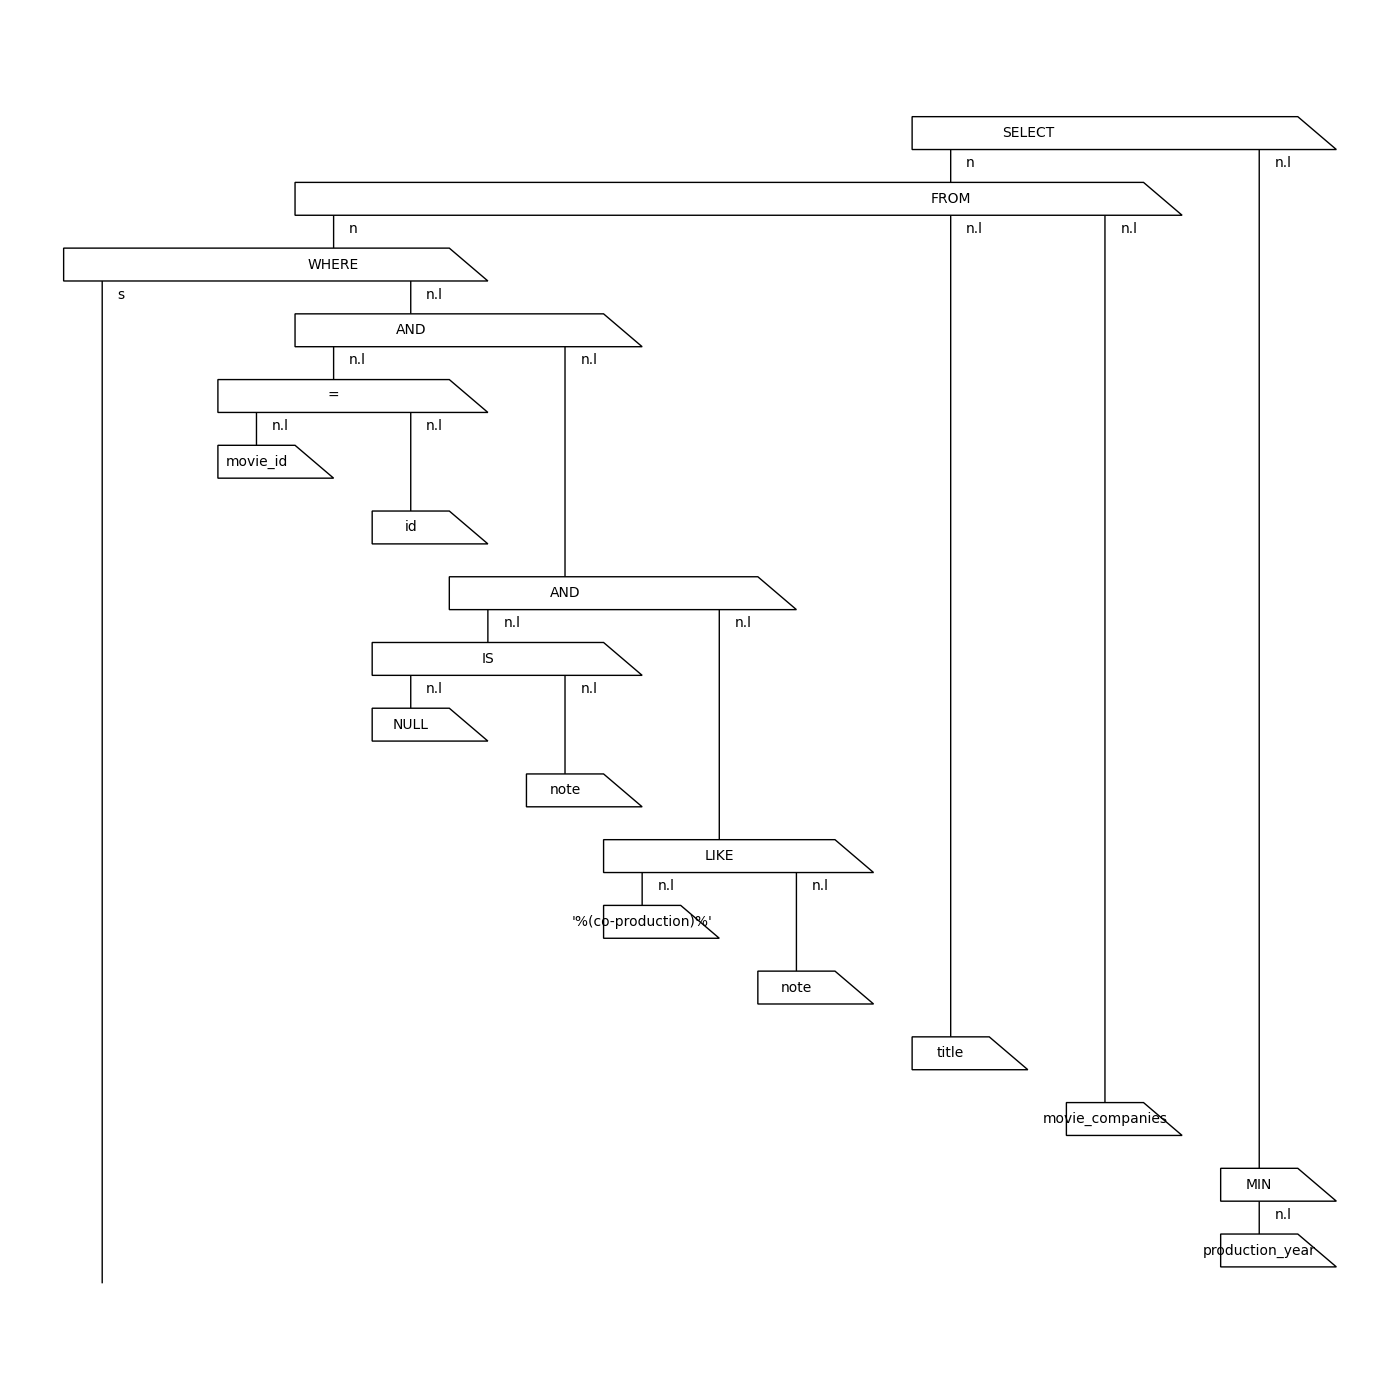 SELECT
n n.l
FROM
n n.l n.l
WHERE
s n.l
AND
n.l n.l
=
n.l n.l
movie_id
id
AND
n.l n.l
IS
n.l n.l
NULL
note
LIKE
n.l n.l
'%(co-production)%'
note
title
movie_companies
MIN
n.l
production_year